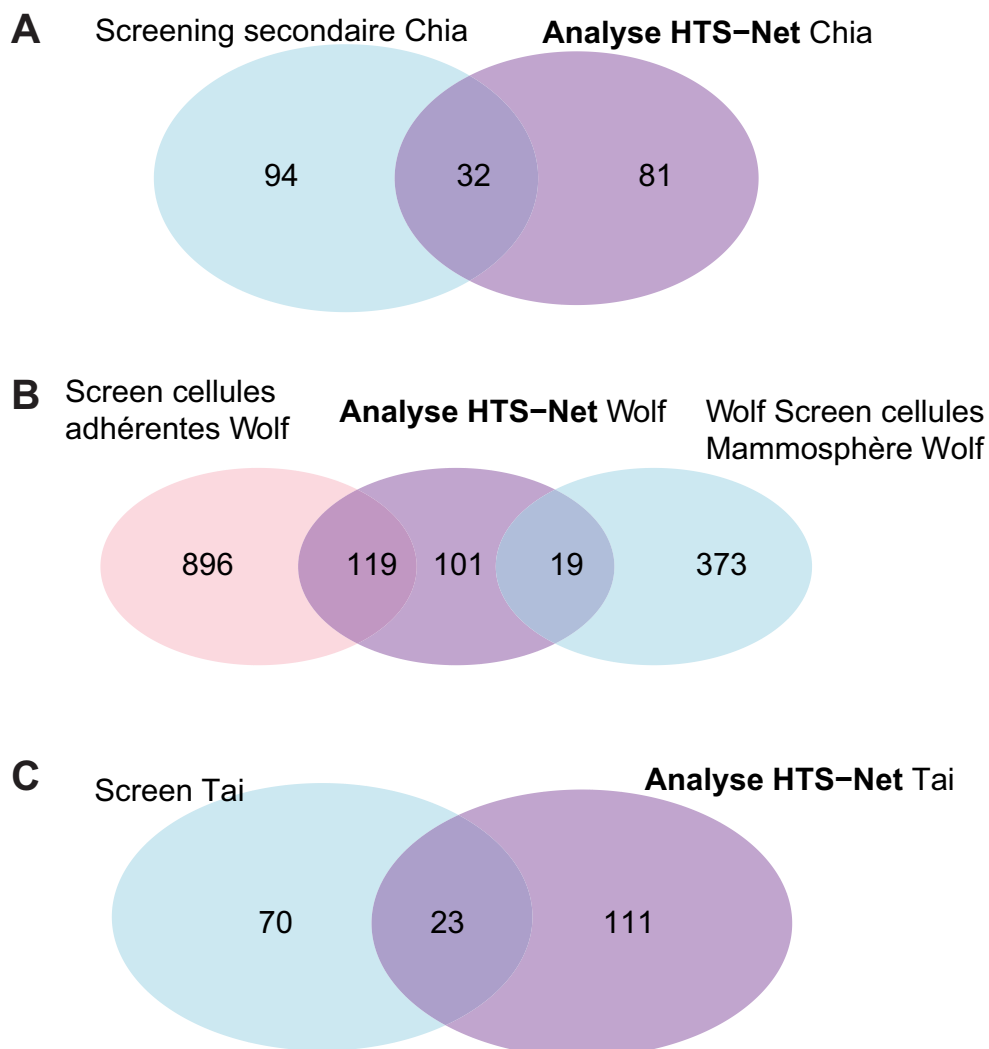 A
Screening secondaire Chia
Analyse HTS−Net Chia
94
32
81
B
Screen cellules
adhérentes Wolf
Analyse HTS−Net Wolf
Wolf Screen cellules
Mammosphère Wolf
896
119
101
19
373
C
Screen Tai
Analyse HTS−Net Tai
70
23
111